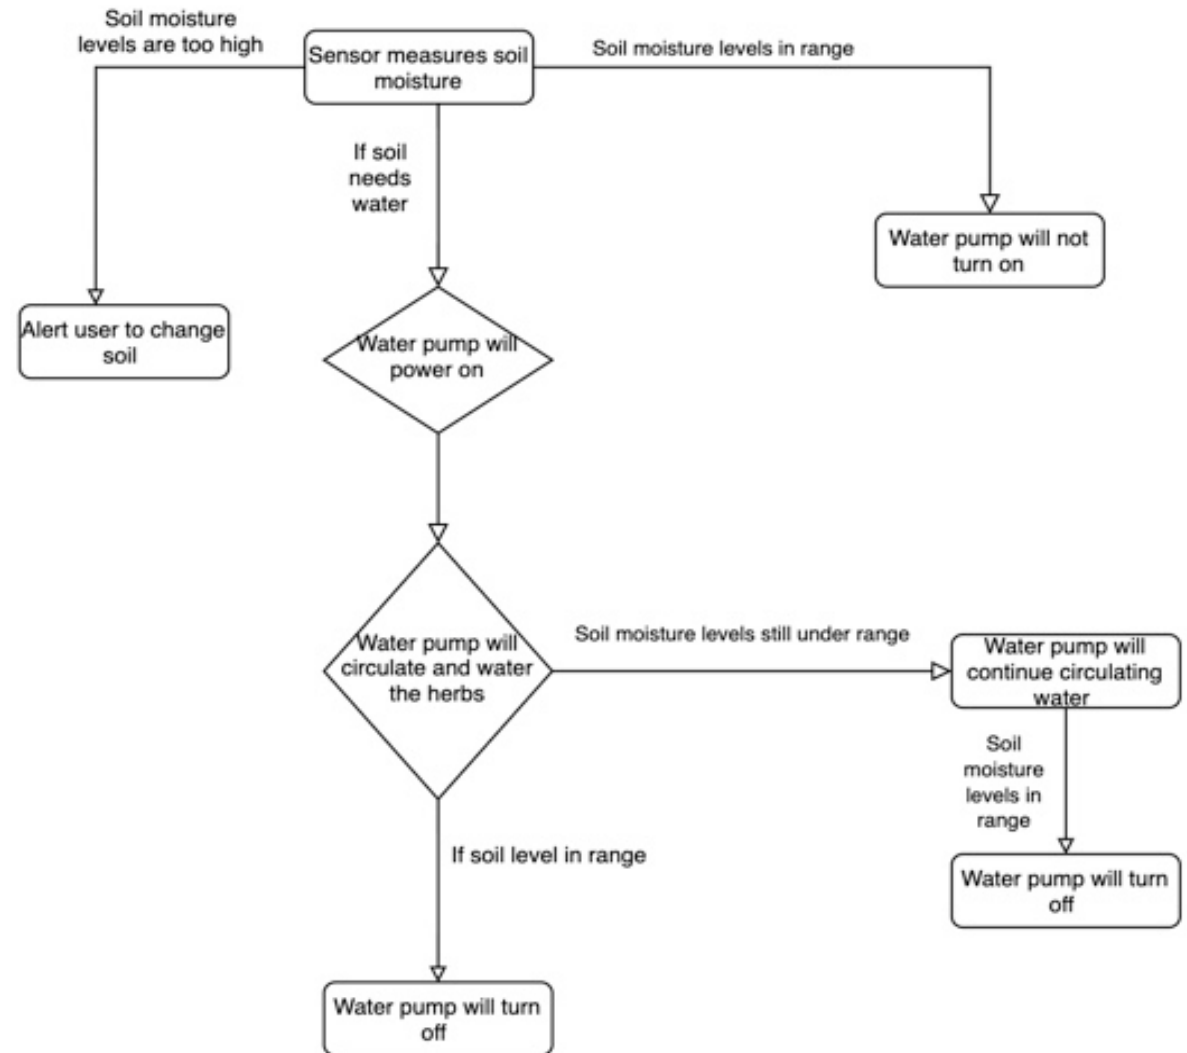 Soil moisture
levels are too high
Sensor measures soil
moisture
Soil moisture levels in range
If soil
needs
water
Water pump will not
turn on
Alert user to change
soil
Water pump will
power on
Water pump will
circulate and water
the herbs
Soil moisture levels still under range
Water pump will
continue circulating
water
Soil
moisture
levels in
range
If soil level in range
Water pump will turn
off
Water pump will turn
off